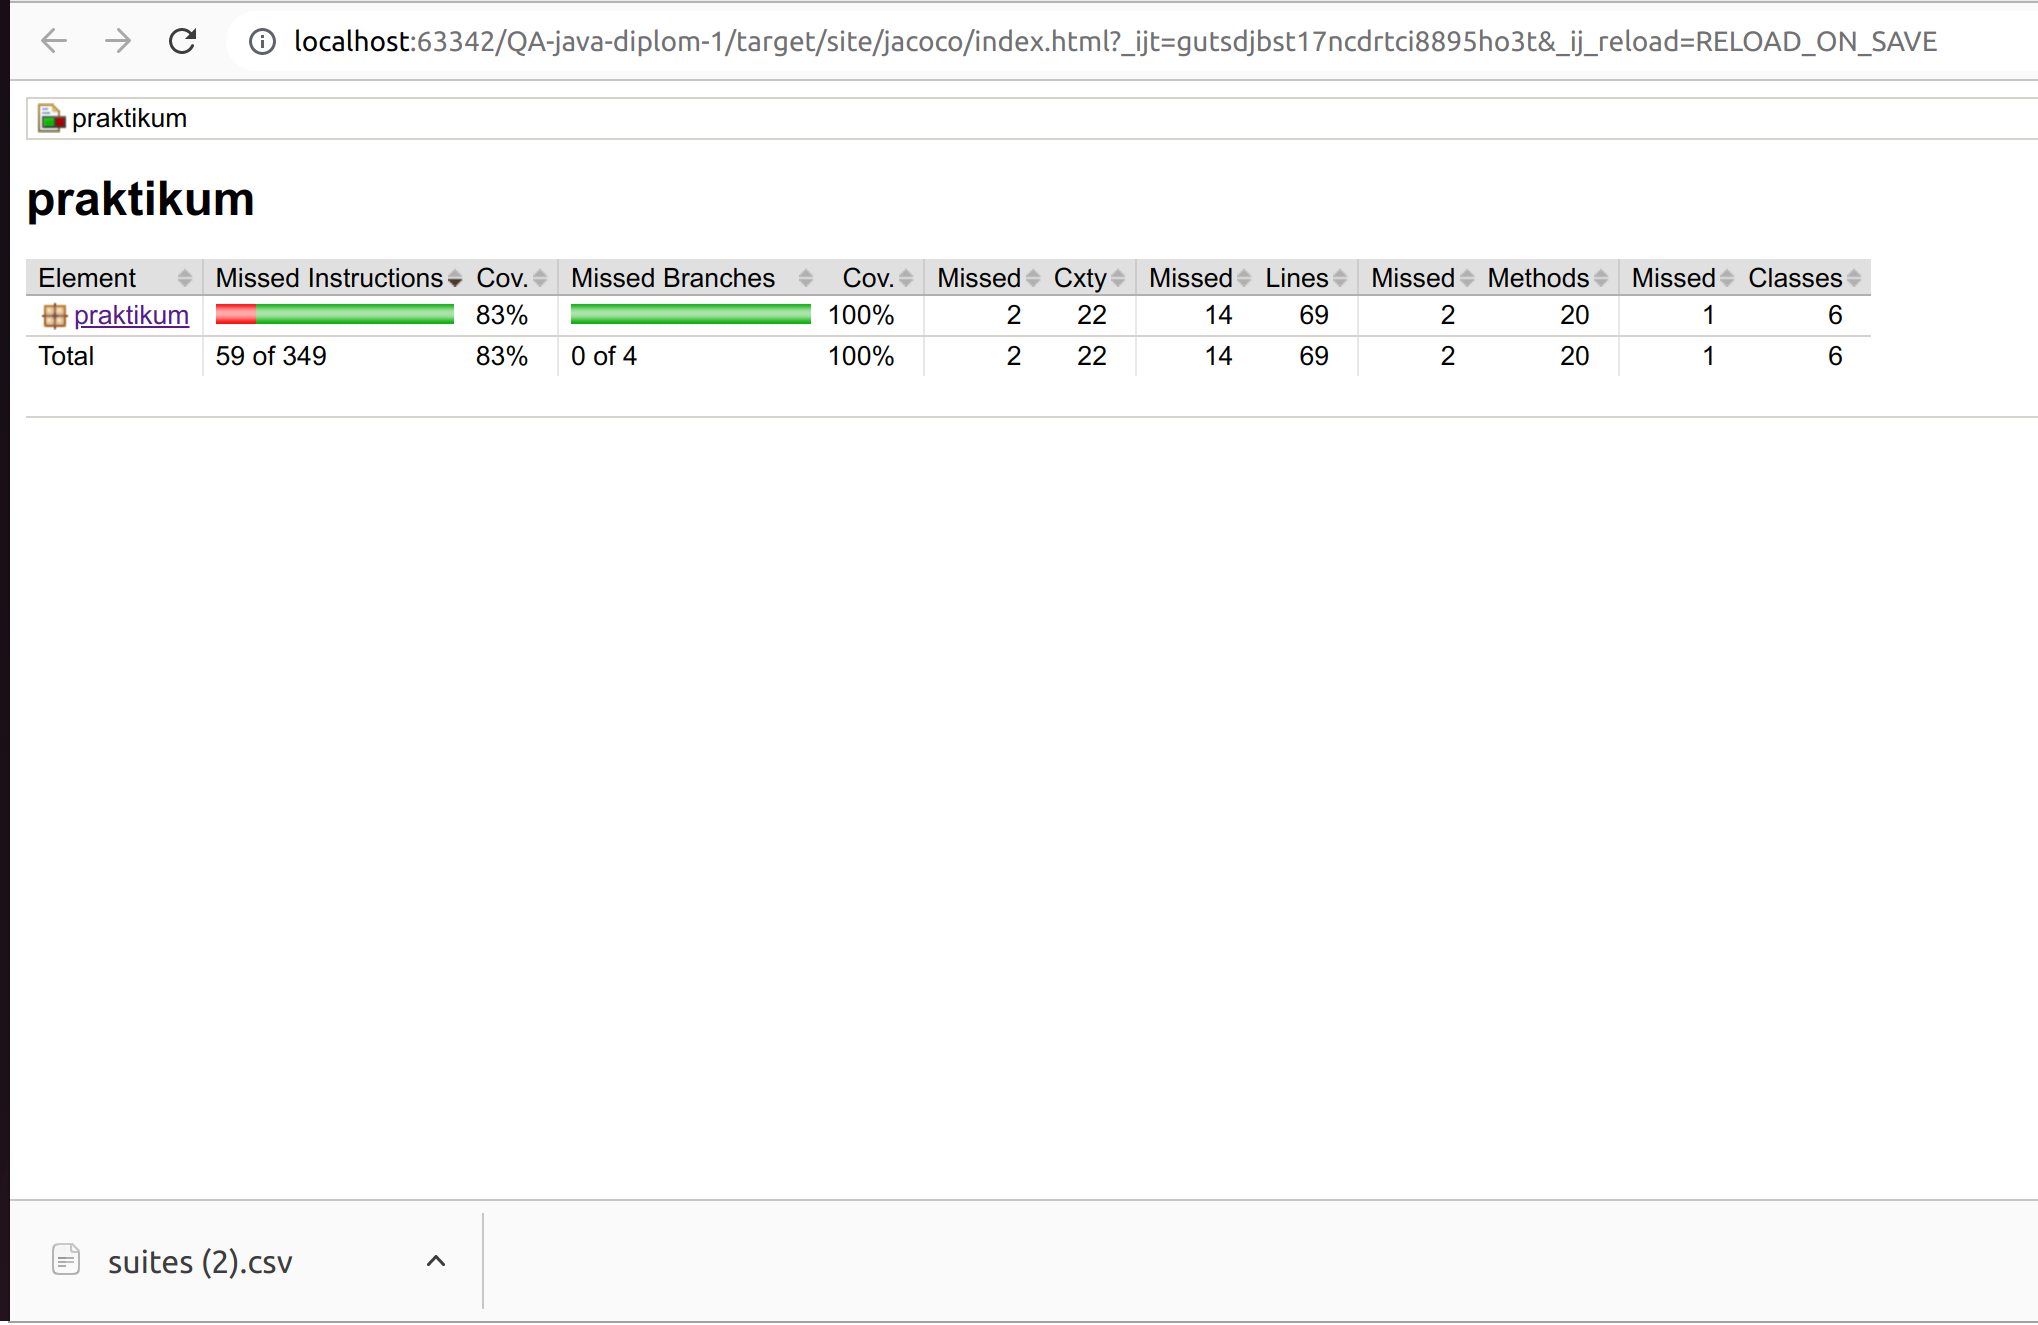 localhost:63342/QA-java-diplom-1/target/site/jacoco/index.html?_ijt=gutsdjbst17ncdrtci8895ho3t&_ij_reload=RELOAD_ON_SAVE
praktikum
praktikum
Element Missed Instructions Cov. Missed Branches Cov. Missed Cxty Missed Lines Missed Methods Missed Classes
praktikum 83% 100% 2 22 14 69 2 20 1 6
Total 59 of 349 83% 0 of 4 100% 2 22 14 69 2 20 1 6
suites (2).csv